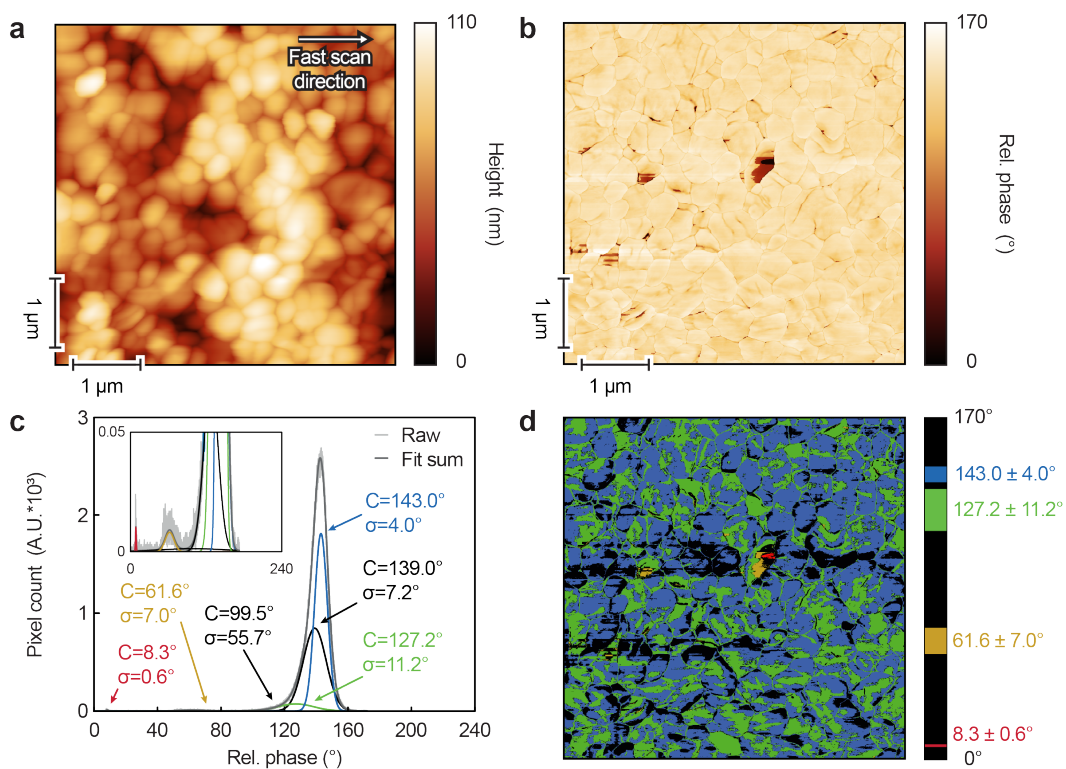 a
Fast scan
direction
110
Height (nm)
0
1 µm
1 µm
b
170
Rel. phase (°)
0
1 µm
1 µm
c
3
2
1
0
Pixel count (A.U.*10³)
0.05
0
0
240
Raw
Fit sum
C=143.0°
σ=4.0°
C=139.0°
σ=7.2°
C=127.2°
σ=11.2°
C=99.5°
σ=55.7°
C=61.6°
σ=7.0°
C=8.3°
σ=0.6°
0 40 80 120 160 200 240
Rel. phase (°)
d
170°
143.0 ± 4.0°
127.2 ± 11.2°
61.6 ± 7.0°
8.3 ± 0.6°
0°